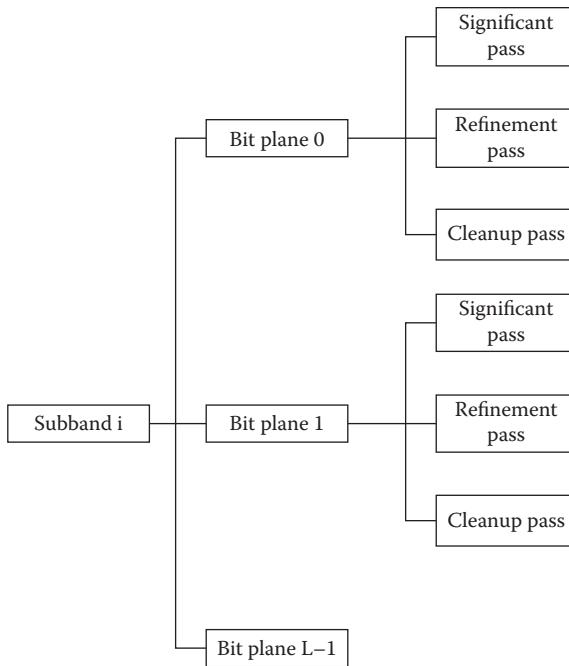 Significant
pass
Bit plane 0
Refinement
pass
Cleanup pass
Significant
pass
Subband i
Bit plane 1
Refinement
pass
Cleanup pass
Bit plane L–1